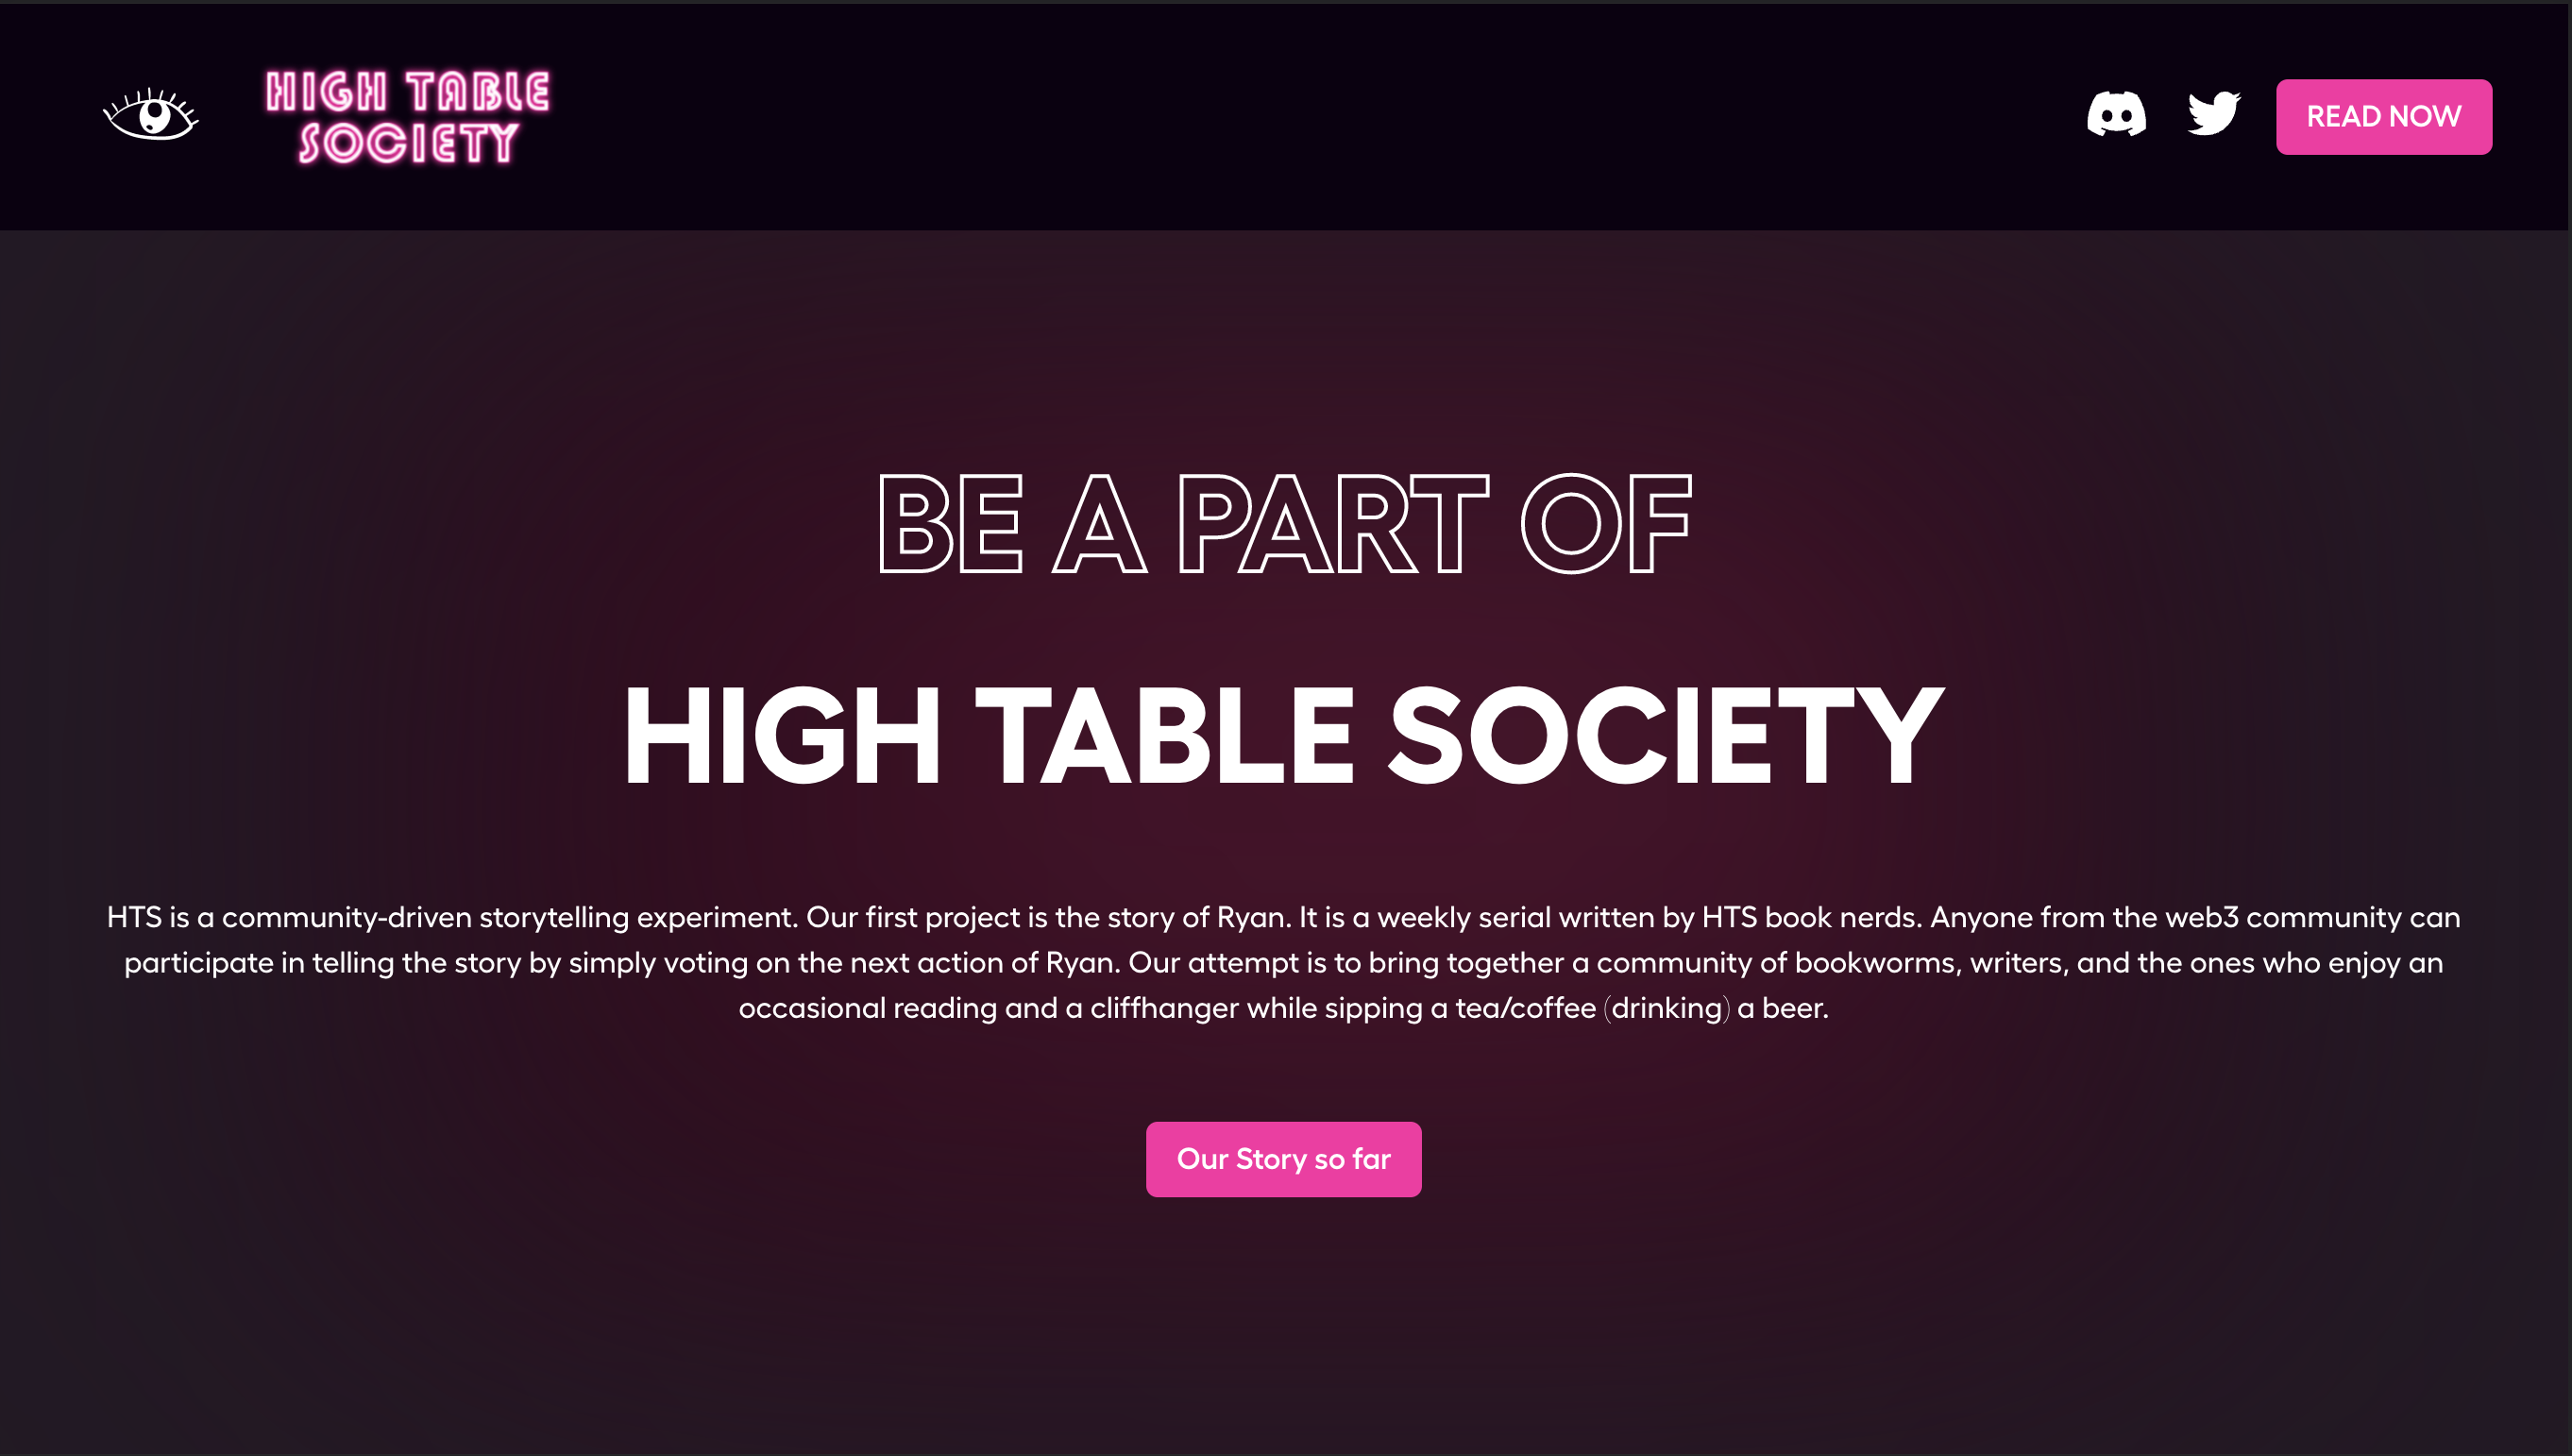 HIGH TABLE
SOCIETY
READ NOW
BE A PART OF
HIGH TABLE SOCIETY
HTS is a community-driven storytelling experiment. Our first project is the story of Ryan. It is a weekly serial written by HTS book nerds. Anyone from the web3 community can
participate in telling the story by simply voting on the next action of Ryan. Our attempt is to bring together a community of bookworms, writers, and the ones who enjoy an
occasional reading and a cliffhanger while sipping a tea/coffee (drinking) a beer.
Our Story so far